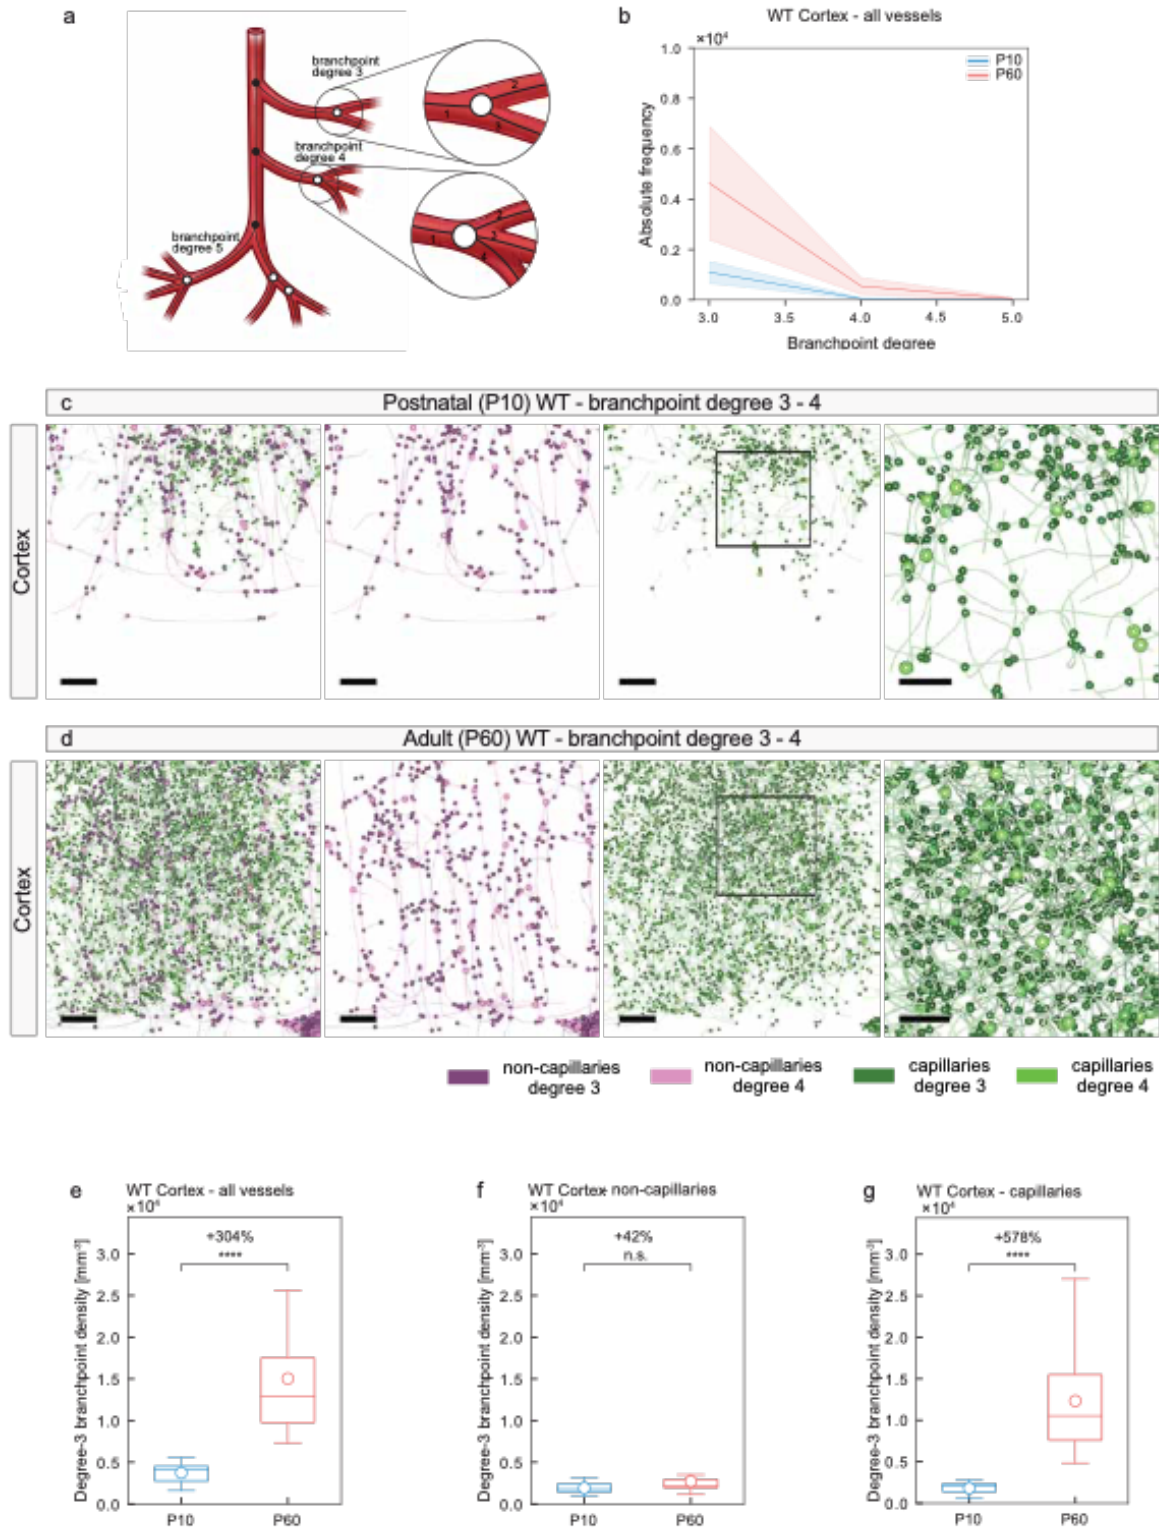 a
branchpoint
degree 3
2
1
3
branchpoint
degree 4
2
1
3
4
branchpoint
degree 5
b
WT Cortex - all vessels
×10⁴
1.0
0.8
0.6
0.4
0.2
0.0
Absolute frequency
P10
P60
3.0 3.5 4.0 4.5 5.0
Branchpoint degree
c
Postnatal (P10) WT - branchpoint degree 3 - 4
Cortex
d
Adult (P60) WT - branchpoint degree 3 - 4
Cortex
non-capillaries
degree 3
non-capillaries
degree 4
capillaries
degree 3
capillaries
degree 4
e
WT Cortex - all vessels
×10⁴
Degree-3 branchpoint density [mm⁻³]
+304%
****
3.0
2.5
2.0
1.5
1.0
0.5
0.0
P10 P60
f
WT Cortex - non-capillaries
×10⁴
Degree-3 branchpoint density [mm⁻³]
+42%
n.s.
3.0
2.5
2.0
1.5
1.0
0.5
0.0
P10 P60
g
WT Cortex - capillaries
×10⁴
Degree-3 branchpoint density [mm⁻³]
+578%
****
3.0
2.5
2.0
1.5
1.0
0.5
0.0
P10 P60